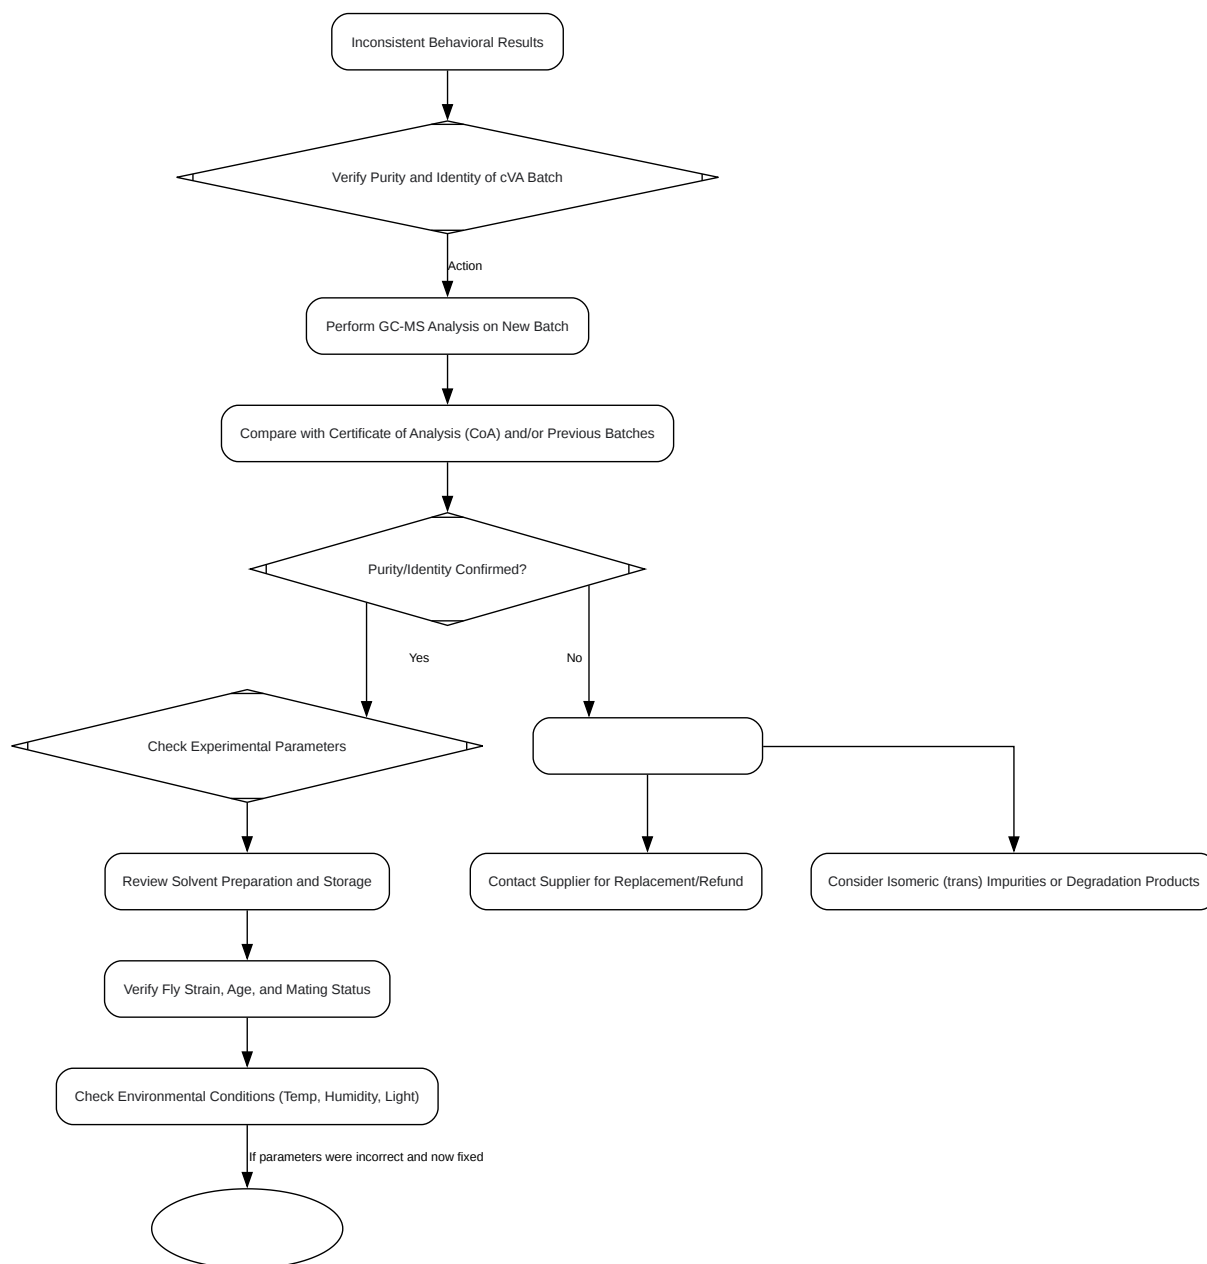 Inconsistent Behavioral Results
Verify Purity and Identity of cVA Batch
Action
Perform GC-MS Analysis on New Batch
Compare with Certificate of Analysis (CoA) and/or Previous Batches
Purity/Identity Confirmed?
Yes
No
Check Experimental Parameters
Review Solvent Preparation and Storage
Contact Supplier for Replacement/Refund
Consider Isomeric (trans) Impurities or Degradation Products
Verify Fly Strain, Age, and Mating Status
Check Environmental Conditions (Temp, Humidity, Light)
If parameters were incorrect and now fixed